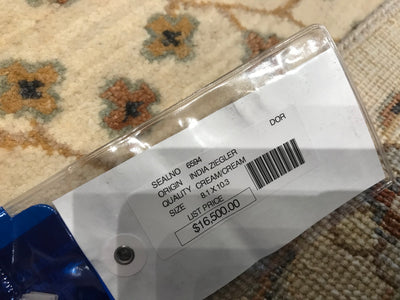 DOR
SEALNO 6594
ORIGIN INDIA ZIEGLER
QUALITY CREAM/CREAM
SIZE 8.1 X 10.3
LIST PRICE
$16,500.00